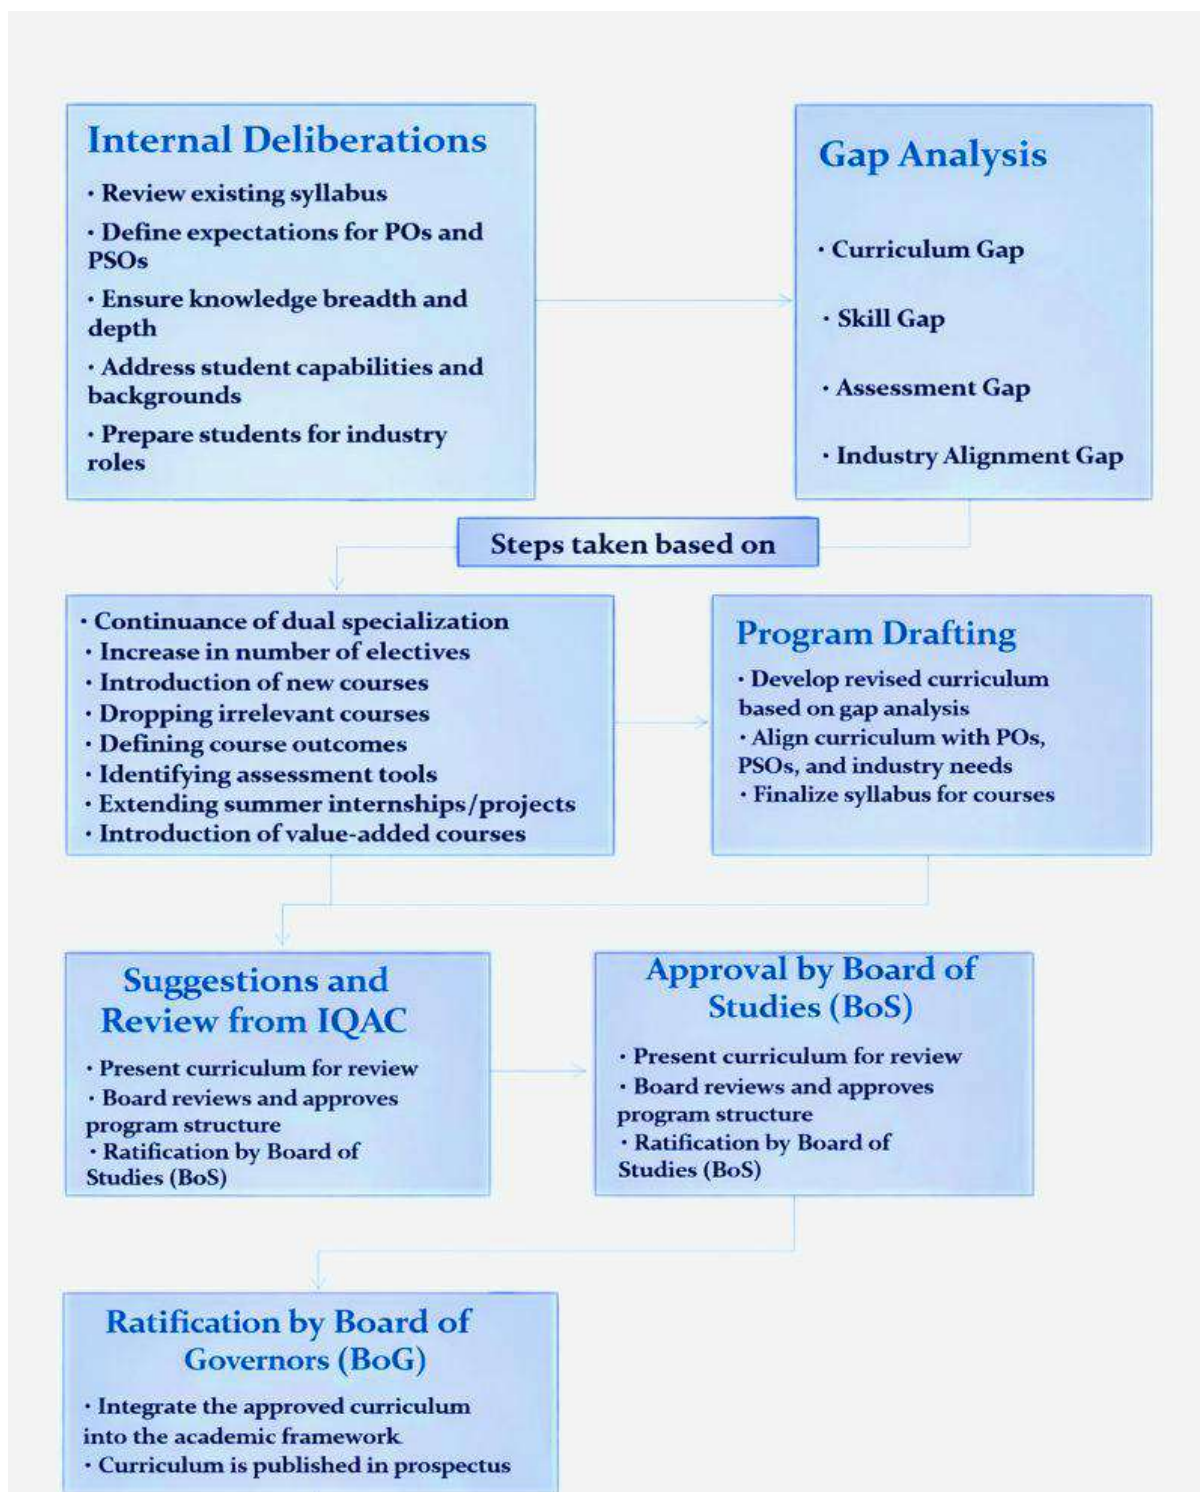 Internal Deliberations
· Review existing syllabus
· Define expectations for POs and
PSOs
· Ensure knowledge breadth and
depth
· Address student capabilities and
backgrounds
· Prepare students for industry
roles
Gap Analysis
· Curriculum Gap
· Skill Gap
· Assessment Gap
· Industry Alignment Gap
Steps taken based on
· Continuance of dual specialization
· Increase in number of electives
· Introduction of new courses
· Dropping irrelevant courses
· Defining course outcomes
· Identifying assessment tools
· Extending summer internships/projects
· Introduction of value-added courses
Program Drafting
· Develop revised curriculum
based on gap analysis
· Align curriculum with POs,
PSOs, and industry needs
· Finalize syllabus for courses
Suggestions and
Review from IQAC
· Present curriculum for review
· Board reviews and approves
program structure
· Ratification by Board of
Studies (BoS)
Approval by Board of
Studies (BoS)
· Present curriculum for review
· Board reviews and approves
program structure
· Ratification by Board of
Studies (BoS)
Ratification by Board of
Governors (BoG)
· Integrate the approved curriculum
into the academic framework
· Curriculum is published in prospectus